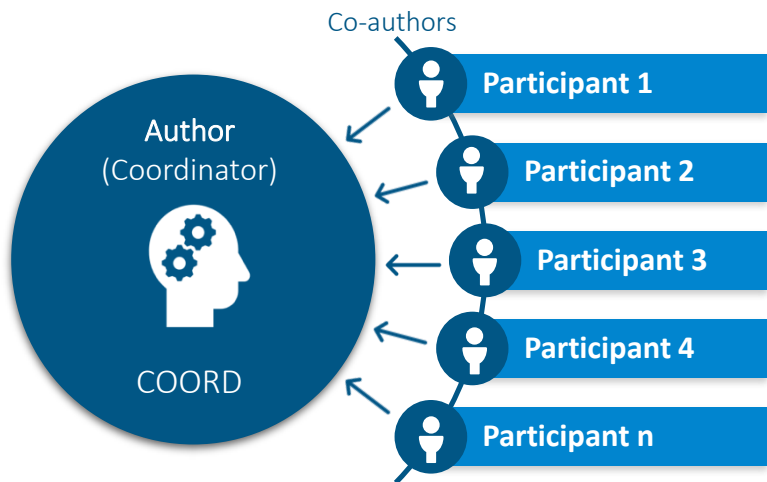 Co-authors
Author
(Coordinator)
COORD
Participant 1
Participant 2
Participant 3
Participant 4
Participant n